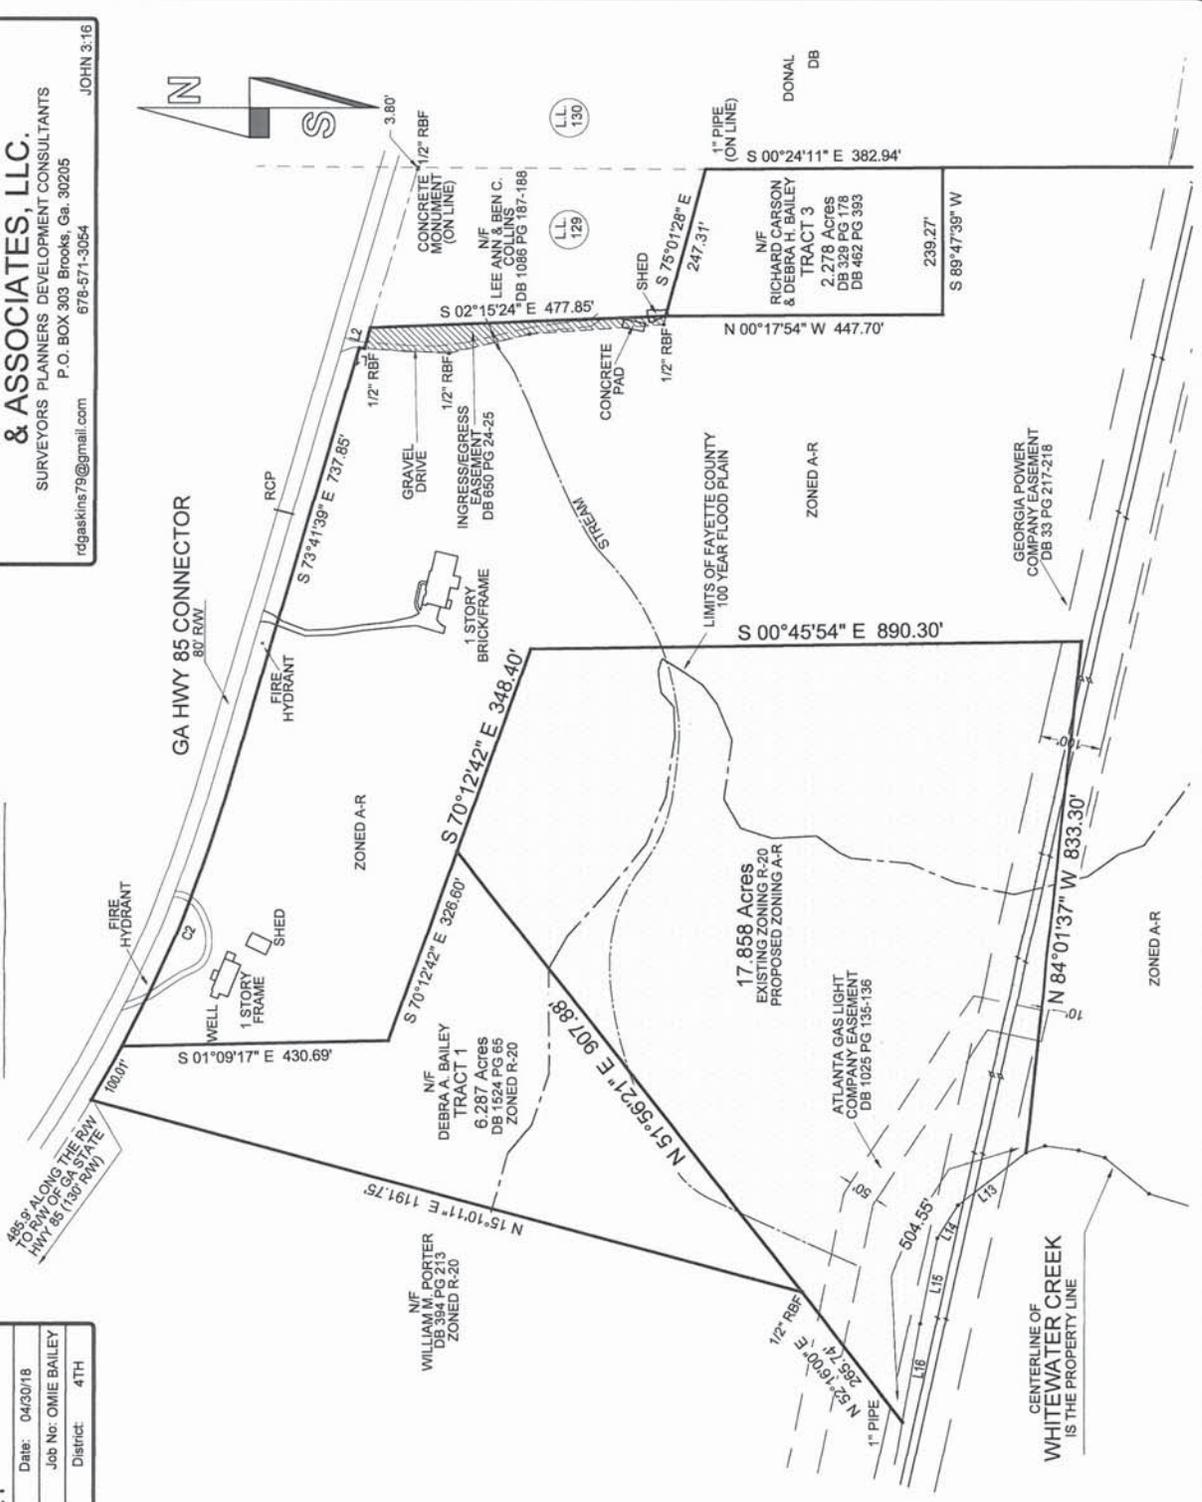 & ASSOCIATES, LLC.
SURVEYORS PLANNERS DEVELOPMENT CONSULTANTS
P.O. BOX 303 Brooks, Ga. 30205
rdgaskins79@gmail.com 678-571-3054 JOHN 3:16
Date: 04/30/18
Job No: OMIE BAILEY
District: 4TH
N
S
485.9' ALONG THE R/W
TO R/W OF GA STATE
HWY 85 (130' R/W)
GA HWY 85 CONNECTOR
80' R/W
RCP
FIRE
HYDRANT
C2
FIRE
HYDRANT
S 73°41'39" E 737.85'
L2
3.80'
1/2" RBF
CONCRETE
MONUMENT
(ON LINE)
1/2" RBF
GRAVEL
DRIVE
1/2" RBF
INGRESS/EGRESS
EASEMENT
DB 650 PG 24-25
S 02°15'24" E 477.85'
N/F
LEE ANN & BEN C.
COLLINS
DB 1086 PG 187-188
L.L.
129
L.L.
130
100.01'
WELL
1 STORY
FRAME
SHED
S 01°09'17" E 430.69'
ZONED A-R
1 STORY
BRICK/FRAME
STREAM
CONCRETE
PAD
SHED
1/2" RBF
S 75°01'28" E
247.31'
1" PIPE
(ON LINE)
S 00°24'11" E 382.94'
DONAL
DB
N/F
RICHARD CARSON
& DEBRA H. BAILEY
TRACT 3
2.278 Acres
DB 329 PG 178
DB 462 PG 393
N 00°17'54" W 447.70'
239.27'
S 89°47'39" W
S 70°12'42" E 326.60'
S 70°12'42" E 348.40'
LIMITS OF FAYETTE COUNTY
100 YEAR FLOOD PLAIN
ZONED A-R
S 00°45'54" E 890.30'
GEORGIA POWER
COMPANY EASEMENT
DB 33 PG 217-218
N/F
DEBRA A. BAILEY
TRACT 1
6.287 Acres
DB 1524 PG 65
ZONED R-20
N 15°10'11" E 1191.75'
N/F
WILLIAM M. PORTER
DB 394 PG 213
ZONED R-20
N 51°56'21" E 907.88'
17.858 Acres
EXISTING ZONING R-20
PROPOSED ZONING A-R
100'
N 84°01'37" W 833.30'
10'
ZONED A-R
ATLANTA GAS LIGHT
COMPANY EASEMENT
DB 1025 PG 135-136
50'
1/2" RBF
N 52°16'00" E
265.74'
1" PIPE
504.55'
L13
L14
L15
L16
CENTERLINE OF
WHITEWATER CREEK
IS THE PROPERTY LINE